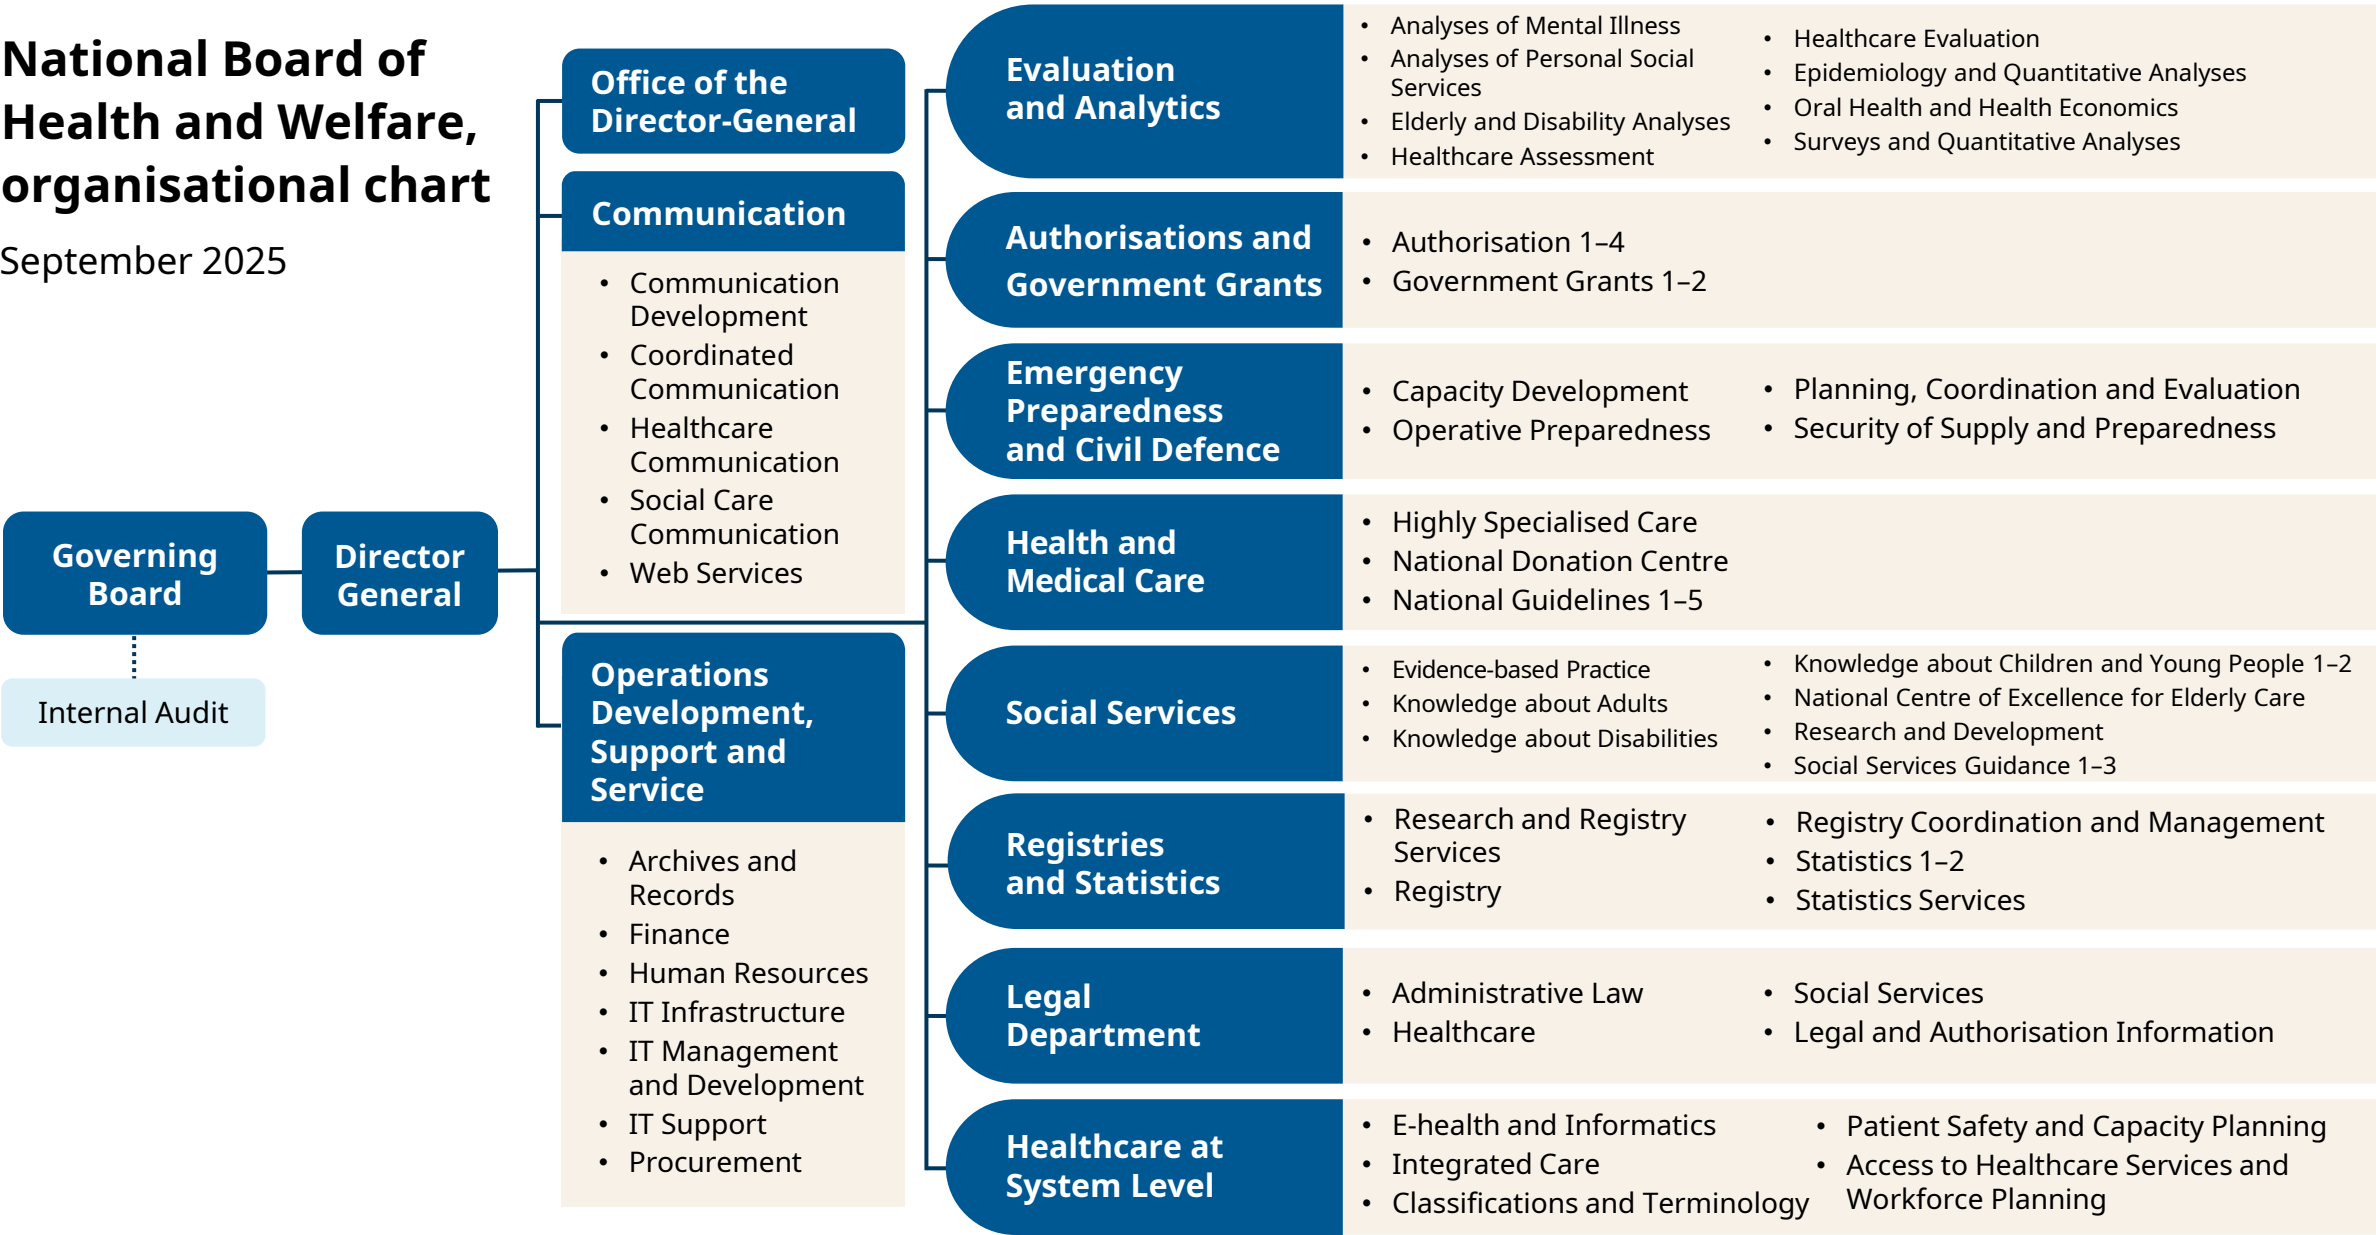 National Board of
Health and Welfare,
organisational chart
September 2025
Governing
Board
Internal Audit
Director
General
Office of the
Director-General
Communication
• Communication
Development
• Coordinated
Communication
• Healthcare
Communication
• Social Care
Communication
• Web Services
Operations
Development,
Support and
Service
• Archives and
Records
• Finance
• Human Resources
• IT Infrastructure
• IT Management
and Development
• IT Support
• Procurement
Evaluation
and Analytics
• Analyses of Mental Illness
• Analyses of Personal Social
Services
• Elderly and Disability Analyses
• Healthcare Assessment
• Healthcare Evaluation
• Epidemiology and Quantitative Analyses
• Oral Health and Health Economics
• Surveys and Quantitative Analyses
Authorisations and
Government Grants
• Authorisation 1–4
• Government Grants 1–2
Emergency
Preparedness
and Civil Defence
• Capacity Development
• Operative Preparedness
• Planning, Coordination and Evaluation
• Security of Supply and Preparedness
Health and
Medical Care
• Highly Specialised Care
• National Donation Centre
• National Guidelines 1–5
Social Services
• Evidence-based Practice
• Knowledge about Adults
• Knowledge about Disabilities
• Knowledge about Children and Young People 1–2
• National Centre of Excellence for Elderly Care
• Research and Development
• Social Services Guidance 1–3
Registries
and Statistics
• Research and Registry
Services
• Registry
• Registry Coordination and Management
• Statistics 1–2
• Statistics Services
Legal
Department
• Administrative Law
• Healthcare
• Social Services
• Legal and Authorisation Information
Healthcare at
System Level
• E-health and Informatics
• Integrated Care
• Classifications and Terminology
• Patient Safety and Capacity Planning
• Access to Healthcare Services and
Workforce Planning